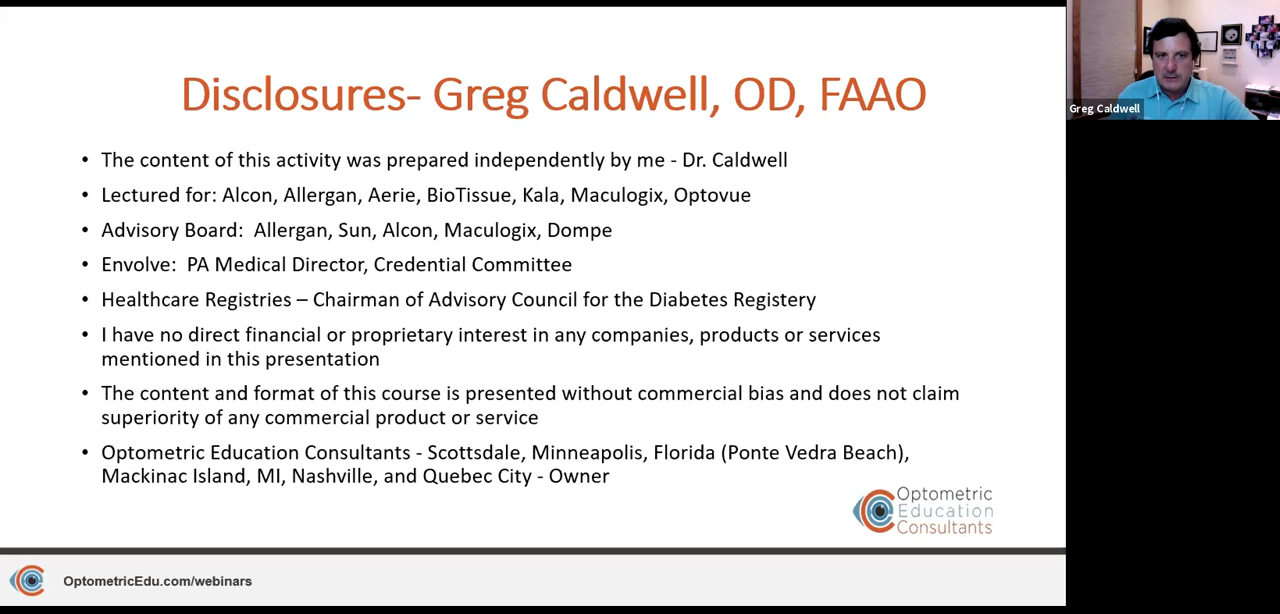 Disclosures- Greg Caldwell, OD, FAAO
• The content of this activity was prepared independently by me - Dr. Caldwell
• Lectured for: Alcon, Allergan, Aerie, BioTissue, Kala, Maculogix, Optovue
• Advisory Board:  Allergan, Sun, Alcon, Maculogix, Dompe
• Envolve:  PA Medical Director, Credential Committee
• Healthcare Registries – Chairman of Advisory Council for the Diabetes Registery
• I have no direct financial or proprietary interest in any companies, products or services
mentioned in this presentation
• The content and format of this course is presented without commercial bias and does not claim
superiority of any commercial product or service
• Optometric Education Consultants - Scottsdale, Minneapolis, Florida (Ponte Vedra Beach),
Mackinac Island, MI, Nashville, and Quebec City - Owner
Optometric
Education
Consultants
OptometricEdu.com/webinars
Greg Caldwell